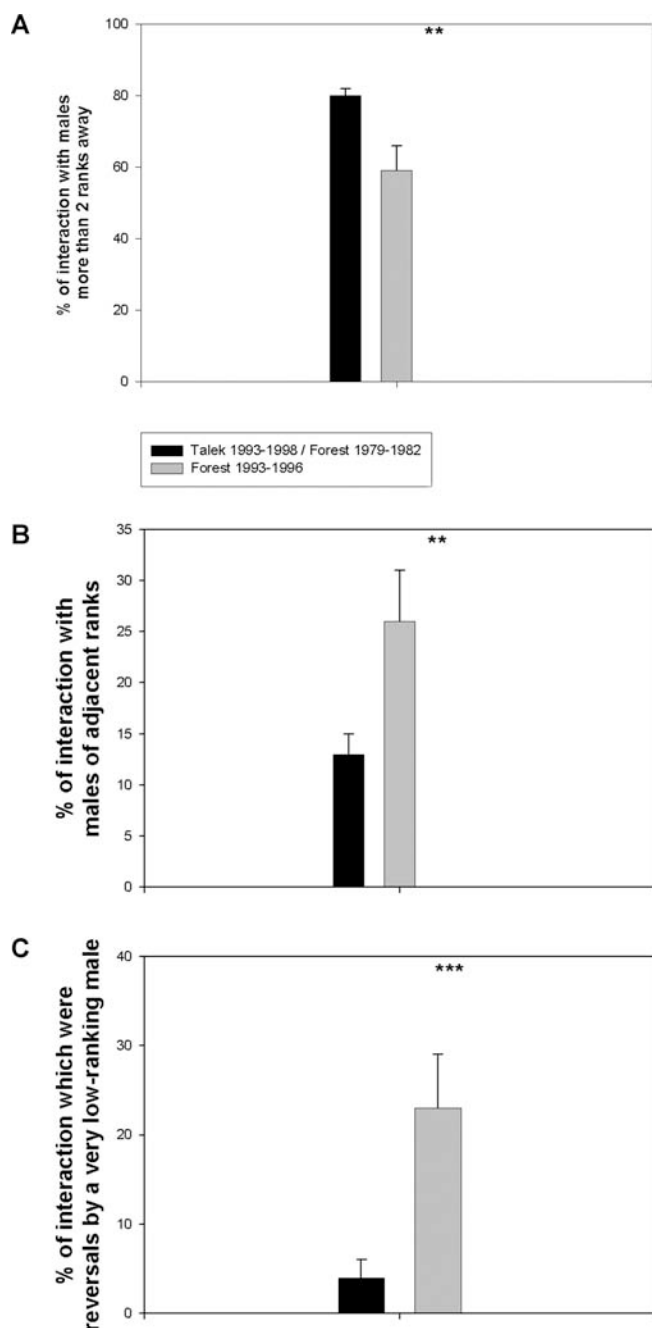 A
**
100
80
60
40
20
0
% of interaction with males
more than 2 ranks away
Talek 1993-1998 / Forest 1979-1982
Forest 1993-1996
B
**
35
30
25
20
15
10
5
0
% of interaction with
males of adjacent ranks
C
***
40
30
20
10
0
% of interaction which were
reversals by a very low-ranking male